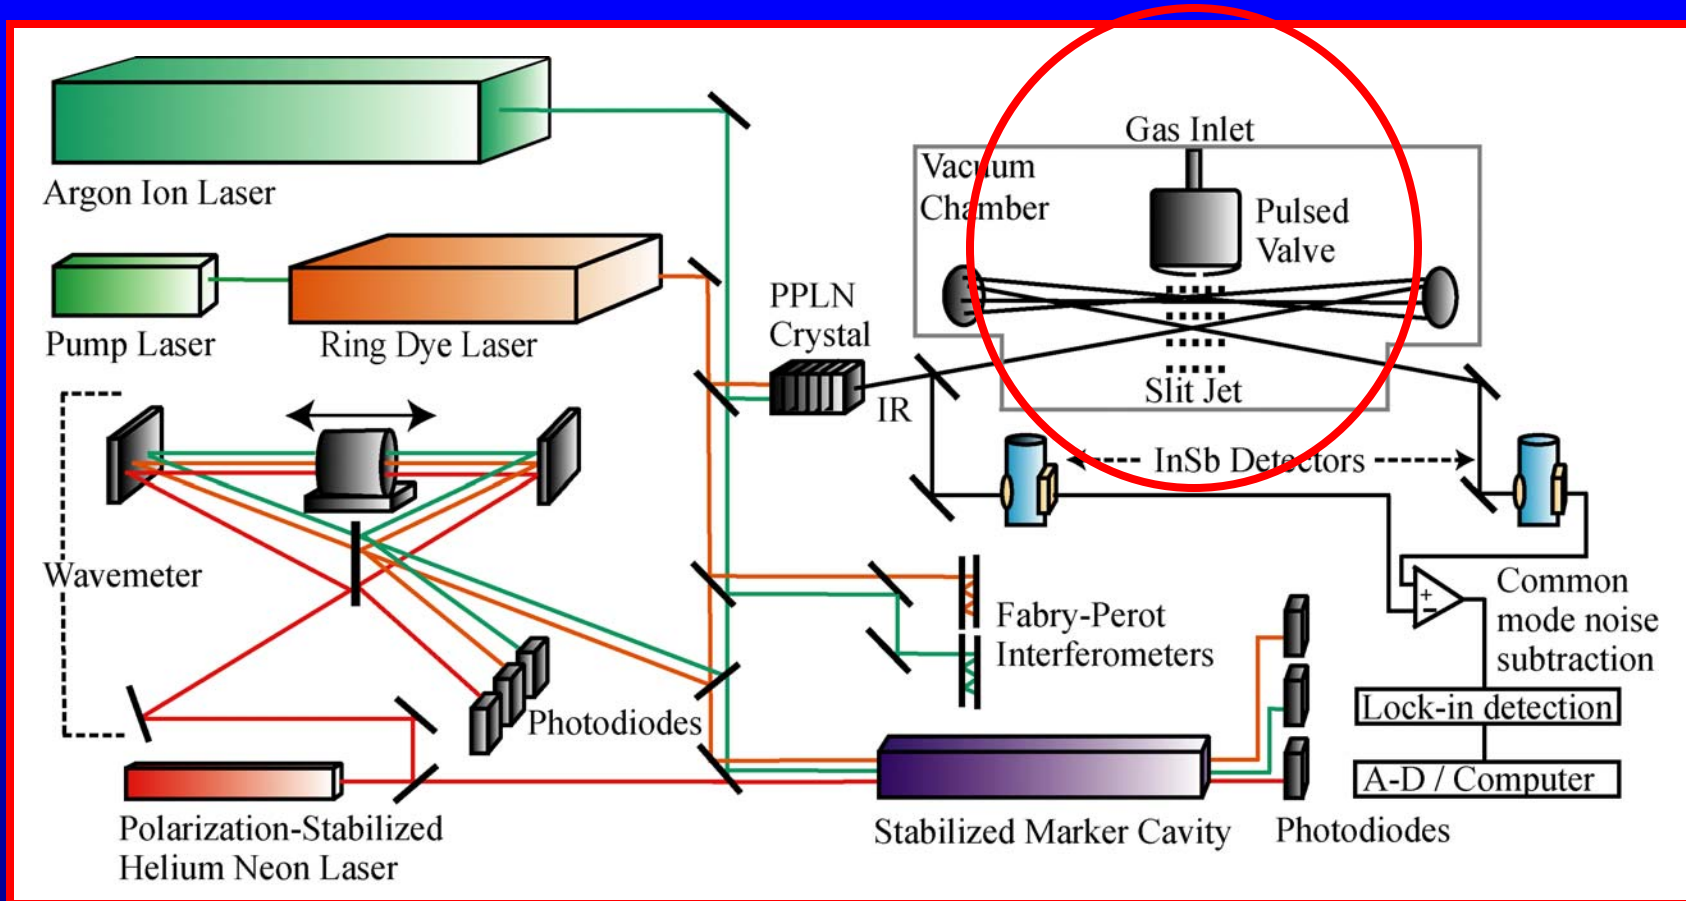 Argon Ion Laser
Pump Laser
Ring Dye Laser
PPLN
Crystal
IR
Gas Inlet
Vacuum
Chamber
Pulsed
Valve
Slit Jet
InSb Detectors
Wavemeter
Photodiodes
Fabry-Perot
Interferometers
Common
mode noise
subtraction
+
−
Lock-in detection
A-D / Computer
Polarization-Stabilized
Helium Neon Laser
Stabilized Marker Cavity
Photodiodes